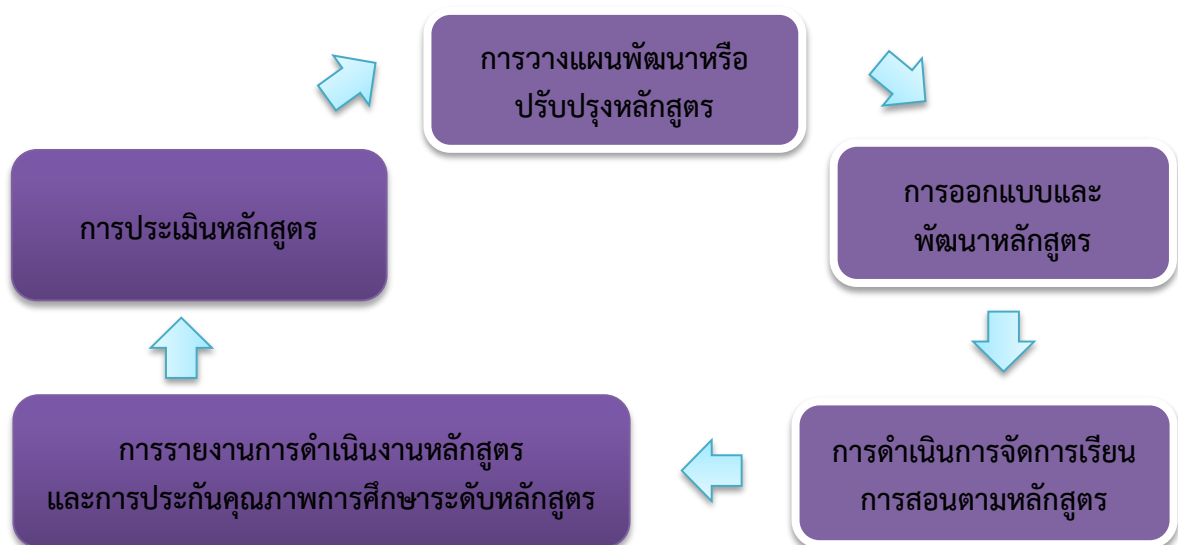 การวางแผนพัฒนาหรือ
ปรับปรุงหลักสูตร
การออกแบบและ
พัฒนาหลักสูตร
การดำเนินการจัดการเรียน
การสอนตามหลักสูตร
การรายงานการดำเนินงานหลักสูตร
และการประกันคุณภาพการศึกษาระดับหลักสูตร
การประเมินหลักสูตร